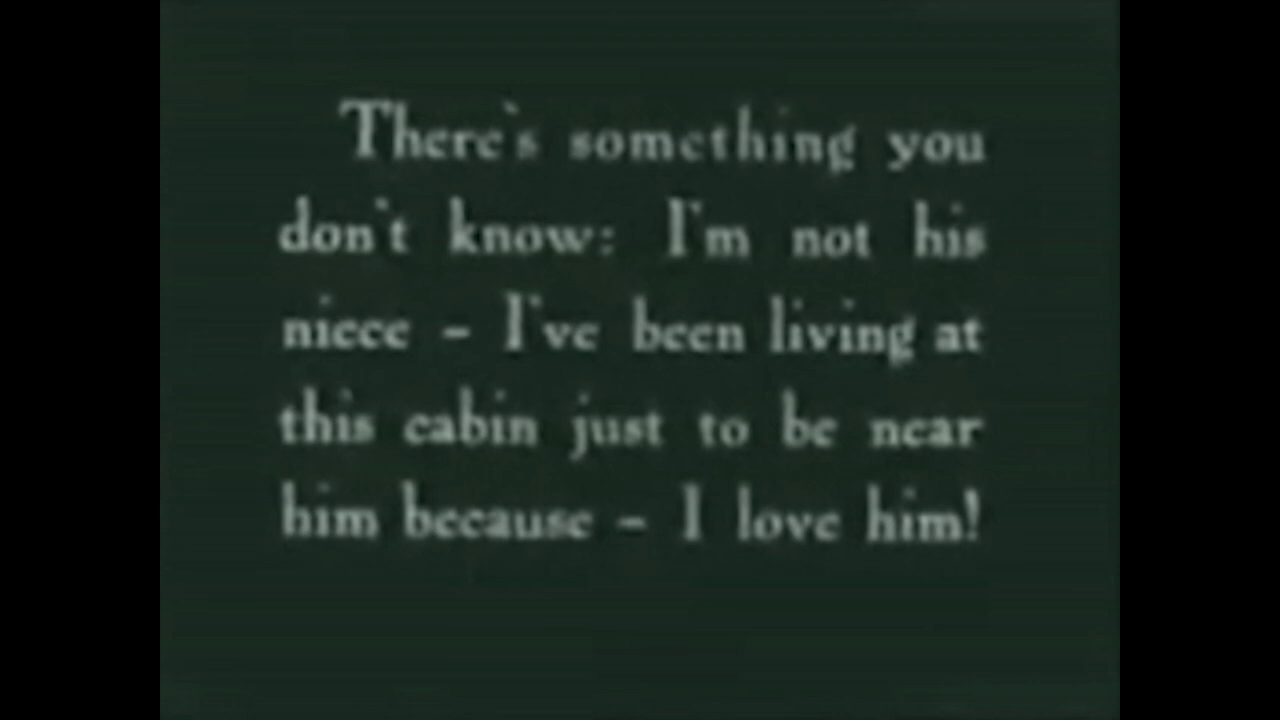 There's something you
don't know: I'm not his
niece - I've been living at
this cabin just to be near
him because - I love him!